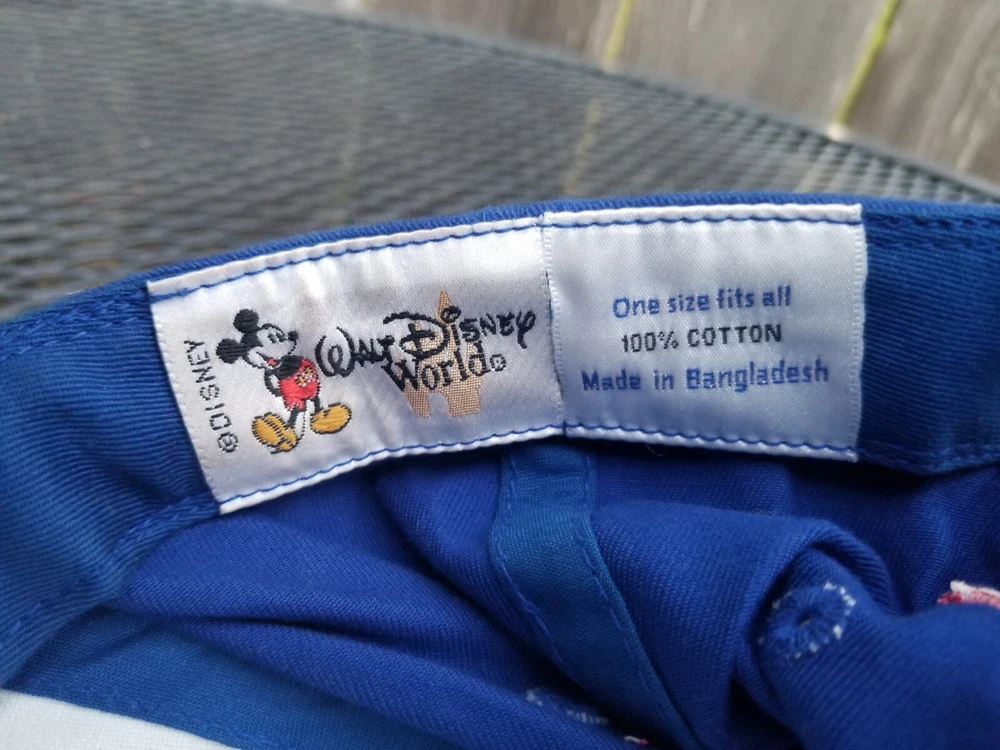 ©DISNEY
Walt Disney
World®
One size fits all
100% COTTON
Made in Bangladesh